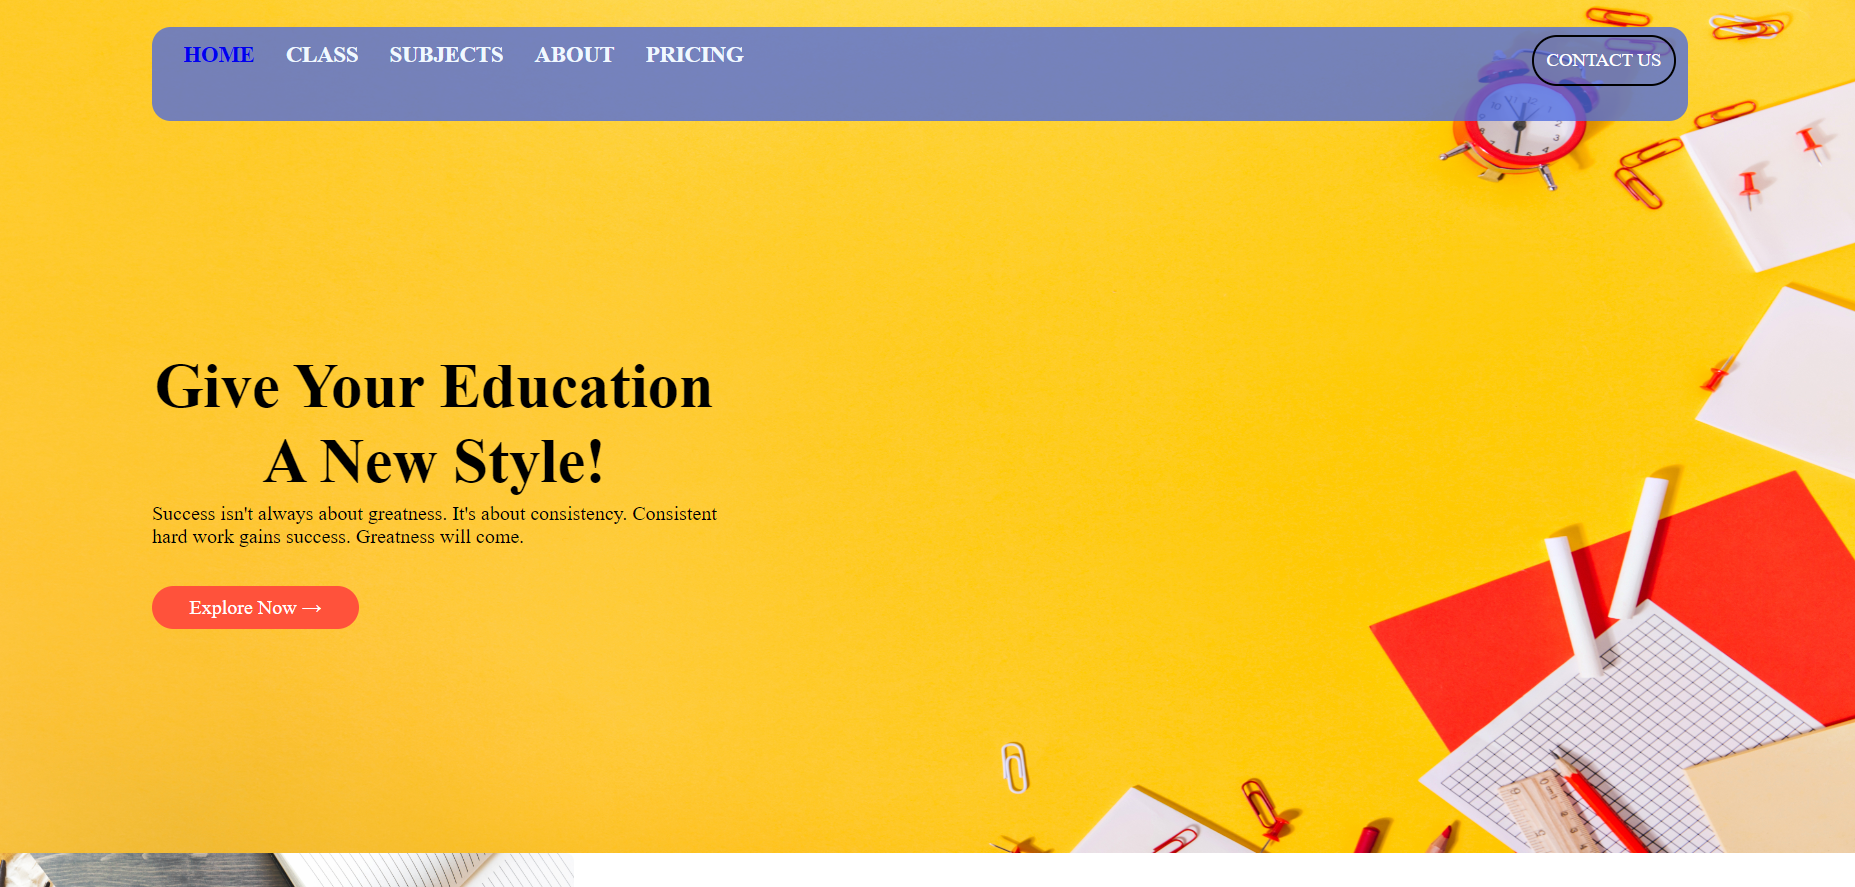 HOME CLASS SUBJECTS ABOUT PRICING
CONTACT US
Give Your Education
A New Style!
Success isn't always about greatness. It's about consistency. Consistent
hard work gains success. Greatness will come.
Explore Now →